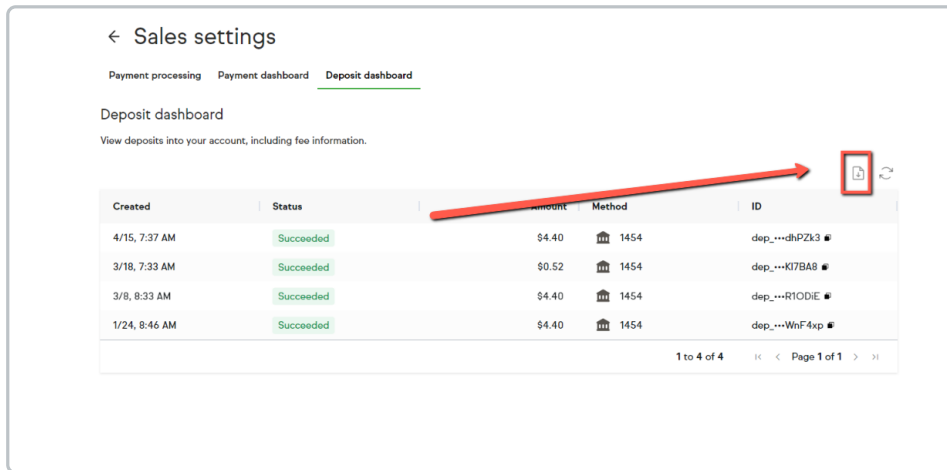 Sales settings
Payment processing Payment dashboard Deposit dashboard
Deposit dashboard
View deposits into your account, including fee information.
Created Status Amount Method ID
4/15, 7:37 AM Succeeded $4.40 1454 dep_•••dhPZk3
3/18, 7:33 AM Succeeded $0.52 1454 dep_•••KI7BA8
3/8, 8:33 AM Succeeded $4.40 1454 dep_•••R1ODiE
1/24, 8:46 AM Succeeded $4.40 1454 dep_•••WnF4xp
1 to 4 of 4 Page 1 of 1